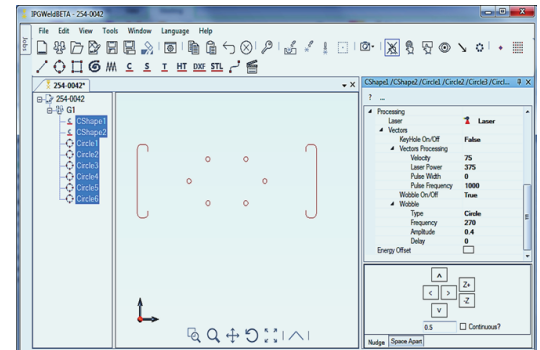 IPGWeldBETA - 254-0042
File Edit View Tools Window Language Help
Jobs
C S T HT DXF STL
254-0042*
254-0042
G1
CShape1
CShape2
Circle1
Circle2
Circle3
Circle4
Circle5
Circle6
CShape1 /CShape2 /Circle1 /Circle2 /Circle3 /Circl...
? ...
Processing
Laser Laser
Vectors
KeyHole On/Off False
Vectors Processing
Velocity 75
Laser Power 375
Pulse Width 0
Pulse Frequency 1000
Wobble On/Off True
Wobble
Type Circle
Frequency 270
Amplitude 0.4
Delay 0
Energy Offset
Z+
-Z
0.5 Continuous?
Nudge Space Apart